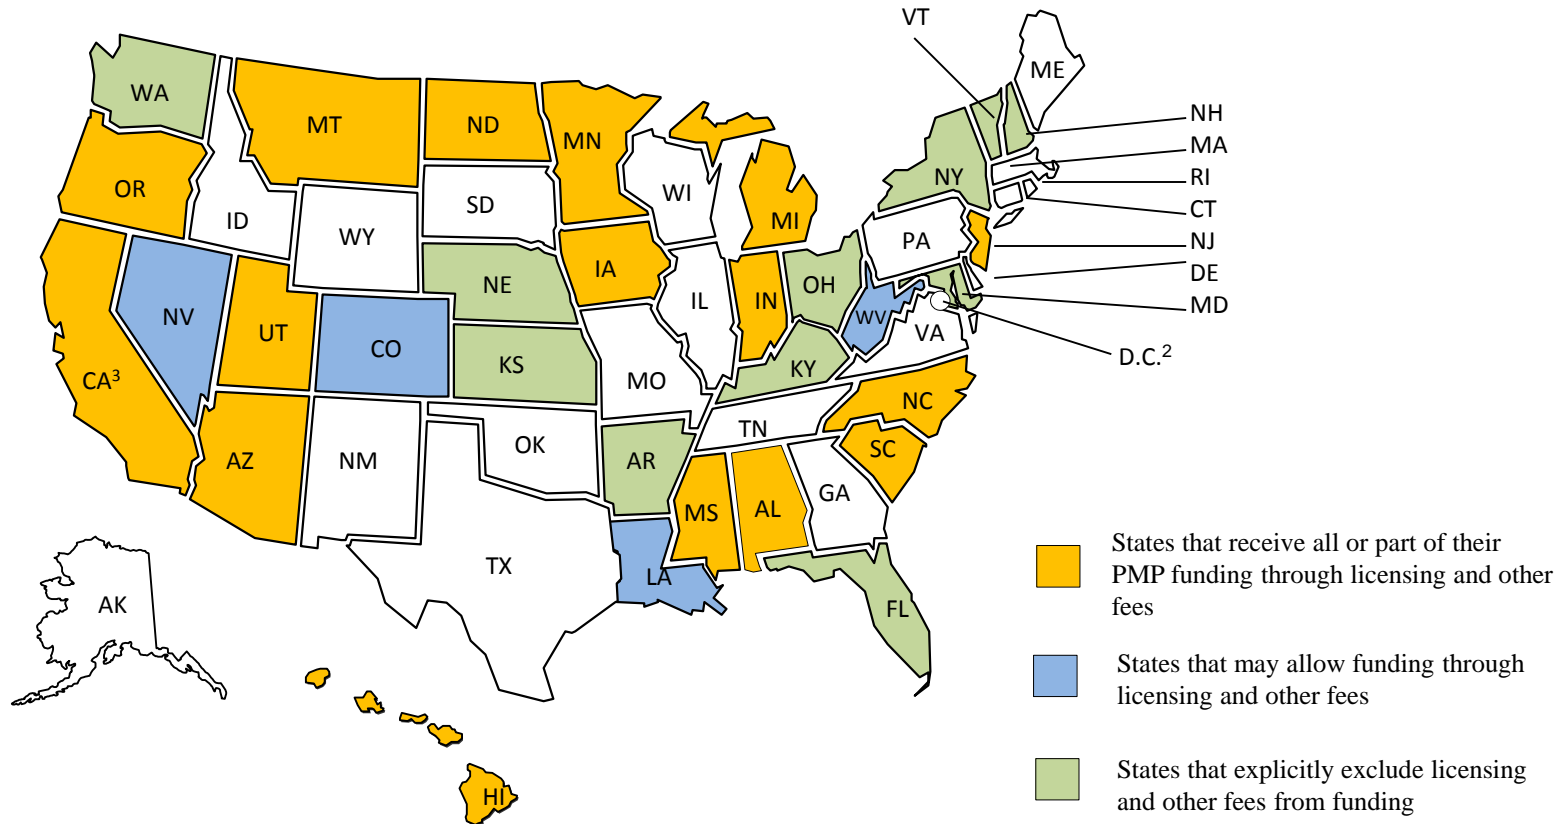 VT
ME
WA
MT
ND
MN
NH
MA
OR
NY
RI
ID
SD
WI
MI
CT
WY
PA
NJ
IA
DE
NE
OH
IL
IN
MD
NV
WV
UT
CO
VA
KS
D.C.²
CA³
MO
KY
NC
TN
OK
SC
AZ
NM
AR
GA
MS
AL
TX
LA
FL
AK
HI
States that receive all or part of their
PMP funding through licensing and other
fees
States that may allow funding through
licensing and other fees
States that explicitly exclude licensing
and other fees from funding